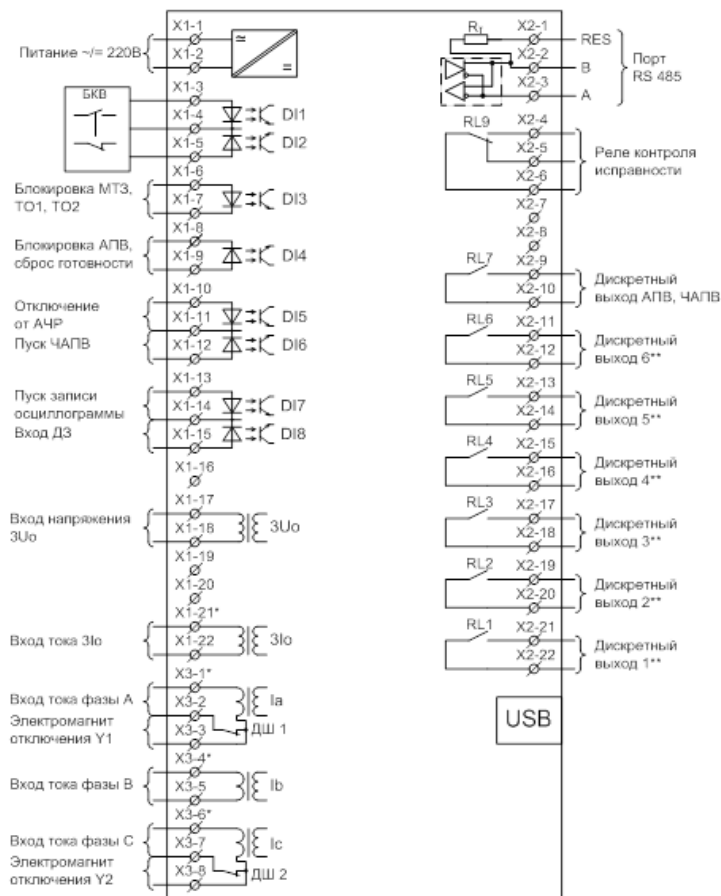 X1-1
Питание ~/= 220В
X1-2
≃
=
БКВ
X1-3
X1-4
DI1
X1-5
DI2
X1-6
Блокировка МТЗ,
ТО1, ТО2
X1-7
DI3
X1-8
Блокировка АПВ,
сброс готовности
X1-9
DI4
X1-10
Отключение
от АЧР
X1-11
DI5
Пуск ЧАПВ
X1-12
DI6
X1-13
Пуск записи
осциллограммы
X1-14
DI7
Вход ДЗ
X1-15
DI8
X1-16
X1-17
Вход напряжения
3Uo
X1-18
3Uo
X1-19
X1-20
X1-21*
Вход тока 3Io
X1-22
3Io
X3-1*
Вход тока фазы А
X3-2
Ia
Электромагнит
отключения Y1
X3-3
ДШ 1
X3-4*
Вход тока фазы В
X3-5
Ib
X3-6*
Вход тока фазы С
X3-7
Ic
Электромагнит
отключения Y2
X3-8
ДШ 2
Rт
X2-1
RES
X2-2
B
X2-3
A
Порт
RS 485
RL9
X2-4
X2-5
X2-6
Реле контроля
исправности
X2-7
X2-8
RL7
X2-9
X2-10
Дискретный
выход АПВ, ЧАПВ
RL6
X2-11
X2-12
Дискретный
выход 6**
RL5
X2-13
X2-14
Дискретный
выход 5**
RL4
X2-15
X2-16
Дискретный
выход 4**
RL3
X2-17
X2-18
Дискретный
выход 3**
RL2
X2-19
X2-20
Дискретный
выход 2**
RL1
X2-21
X2-22
Дискретный
выход 1**
USB